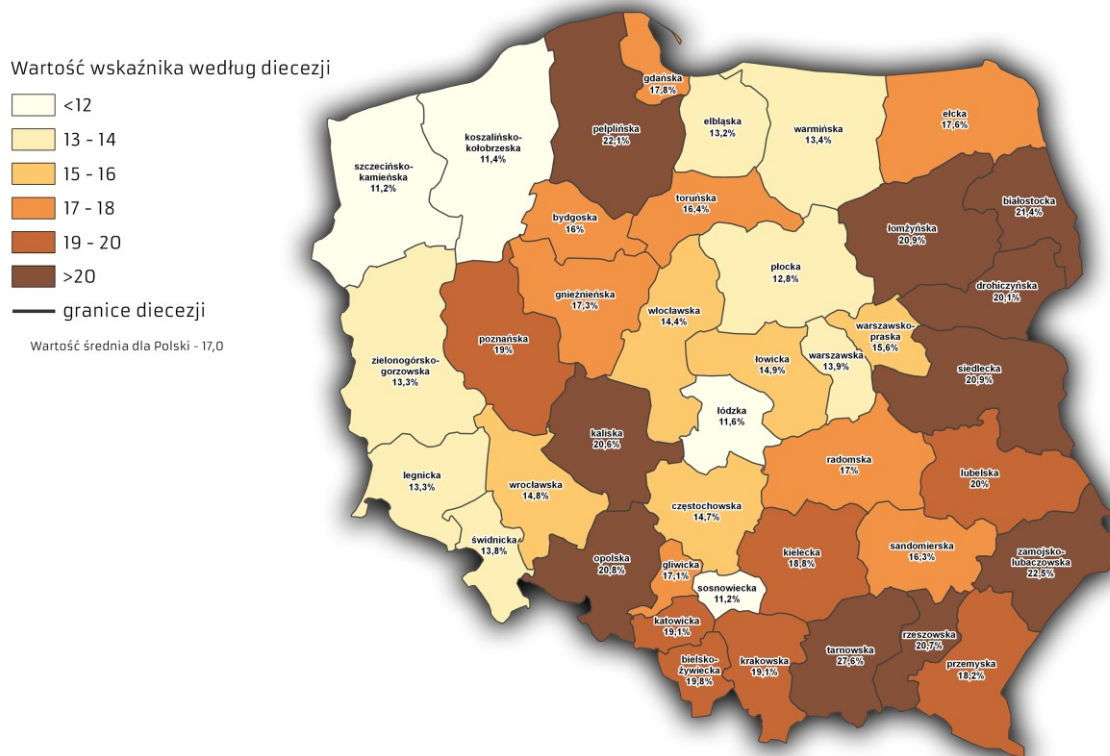 Wartość wskaźnika według diecezji
<12
13 - 14
15 - 16
17 - 18
19 - 20
>20
granice diecezji
Wartość średnia dla Polski - 17,0
gdańska
17,8%
pelplińska
22,1%
koszalińsko-
kołobrzeska
11,4%
szczecińsko-
kamieńska
11,2%
elbląska
13,2%
warmińska
13,4%
ełcka
17,6%
bydgoska
16%
toruńska
16,4%
łomżyńska
20,9%
białostocka
21,4%
drohiczyńska
20,1%
płocka
12,8%
gnieźnieńska
17,3%
włocławska
14,4%
poznańska
19%
zielonogórsko-
gorzowska
13,3%
łowicka
14,9%
warszawska
13,9%
warszawsko-
praska
15,6%
siedlecka
20,9%
łódzka
11,6%
kaliska
20,6%
legnicka
13,3%
wrocławska
14,8%
świdnicka
13,8%
częstochowska
14,7%
radomska
17%
lubelska
20%
opolska
20,8%
gliwicka
17,1%
sosnowiecka
11,2%
kielecka
18,8%
sandomierska
16,3%
zamojsko-
lubaczowska
22,5%
katowicka
19,1%
bielsko-
żywiecka
19,8%
krakowska
19,1%
tarnowska
27,6%
rzeszowska
20,7%
przemyska
18,2%